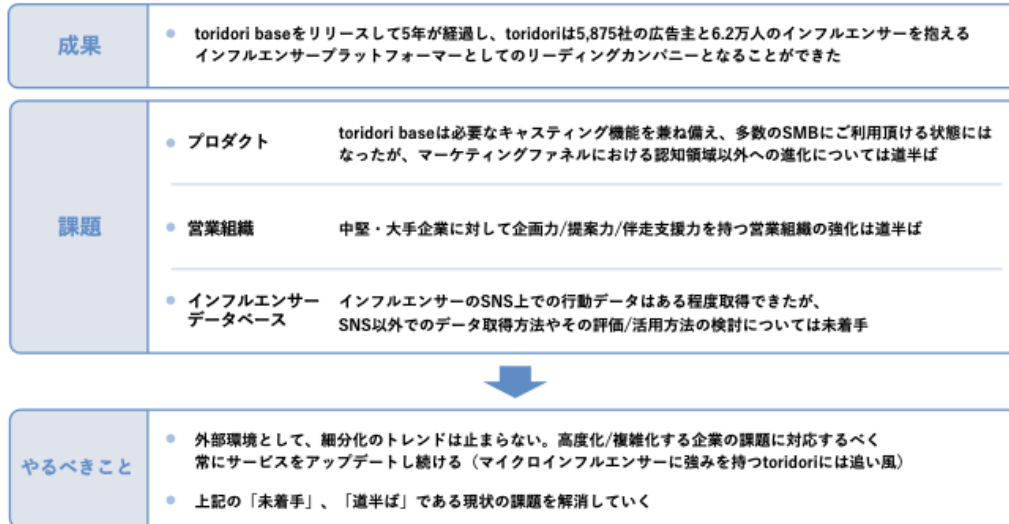 成果
toridori baseをリリースして5年が経過し、toridoriは5,875社の広告主と6.2万人のインフルエンサーを抱える
インフルエンサープラットフォーマーとしてのリーディングカンパニーとなることができた
課題
プロダクト
toridori baseは必要なキャスティング機能を兼ね備え、多数のSMBにご利用頂ける状態には
なったが、マーケティングファネルにおける認知領域以外への進化については道半ば
営業組織
中堅・大手企業に対して企画力/提案力/伴走支援力を持つ営業組織の強化は道半ば
インフルエンサー
データベース
インフルエンサーのSNS上での行動データはある程度取得できたが、
SNS以外でのデータ取得方法やその評価/活用方法の検討については未着手
やるべきこと
外部環境として、細分化のトレンドは止まらない。高度化/複雑化する企業の課題に対応するべく
常にサービスをアップデートし続ける（マイクロインフルエンサーに強みを持つtoridoriには追い風）
上記の「未着手」、「道半ば」である現状の課題を解消していく